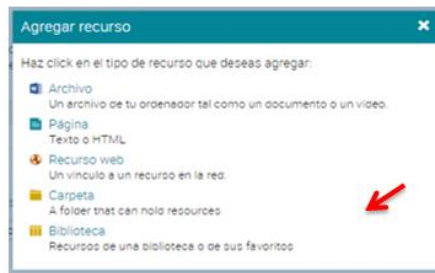 Agregar recurso
Haz click en el tipo de recurso que deseas agregar:
Archivo
Un archivo de tu ordenador tal como un documento o un video.
Página
Texto o HTML
Recurso web
Un vinculo a un recurso en la red.
Carpeta
A folder that can hold resources
Biblioteca
Recursos de una biblioteca o de sus favoritos